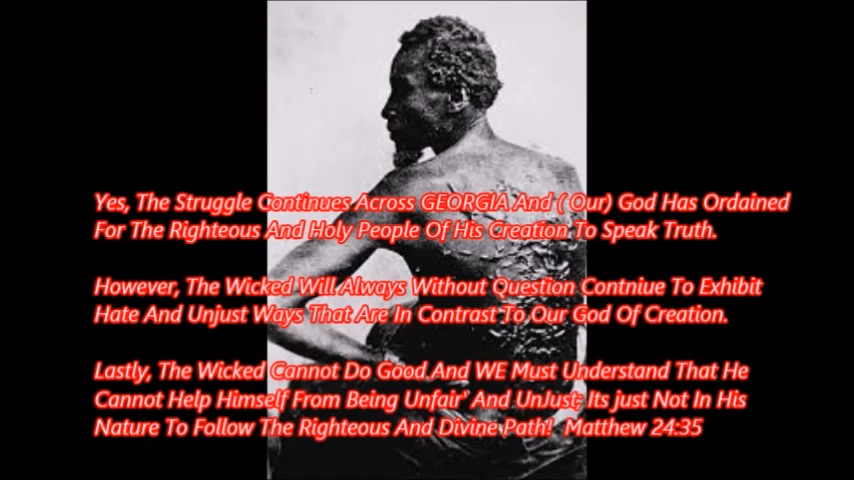 Yes, The Struggle Continues Across GEORGIA And ( Our) God Has Ordained
For The Righteous And Holy People Of His Creation To Speak Truth.
However, The Wicked Will Always Without Question Contniue To Exhibit
Hate And Unjust Ways That Are In Contrast To Our God Of Creation.
Lastly, The Wicked Cannot Do Good And WE Must Understand That He
Cannot Help Himself From Being Unfair' And UnJust; Its just Not In His
Nature To Follow The Righteous And Divine Path! Matthew 24:35